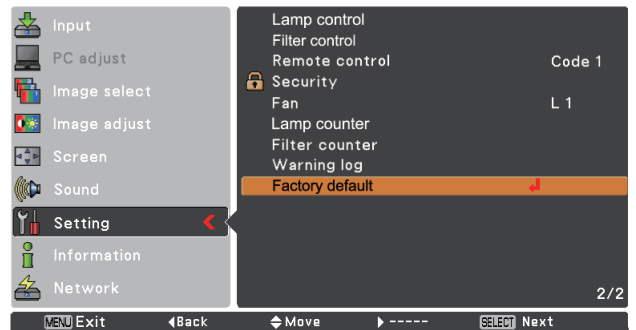 Input
PC adjust
Image select
Image adjust
Screen
Sound
Setting
Information
Network
Lamp control
Filter control
Remote control Code 1
Security
Fan L 1
Lamp counter
Filter counter
Warning log
Factory default
2/2
MENU Exit Back Move ----- SELECT Next